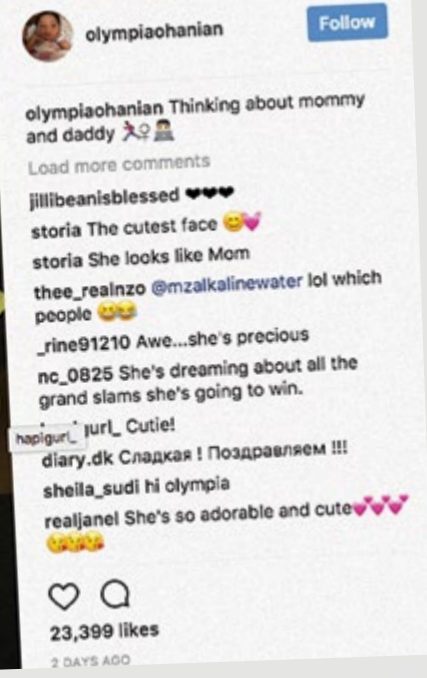 olympiaohanian
Follow
olympiaohanian Thinking about mommy
and daddy
Load more comments
jillibeanisblessed ❤❤❤
storia The cutest face 😊💓
storia She looks like Mom
thee_realnzo @mzalkalinewater lol which
people 😆😂
_rine91210 Awe...she's precious
nc_0825 She's dreaming about all the
grand slams she's going to win.
gurl_ Cutie!
hapigurl_
diary.dk Сладкая ! Поздравляем !!!
sheila_sudi hi olympia
realjanel She's so adorable and cute💕💕💕
😘😘😘
23,399 likes
2 DAYS AGO